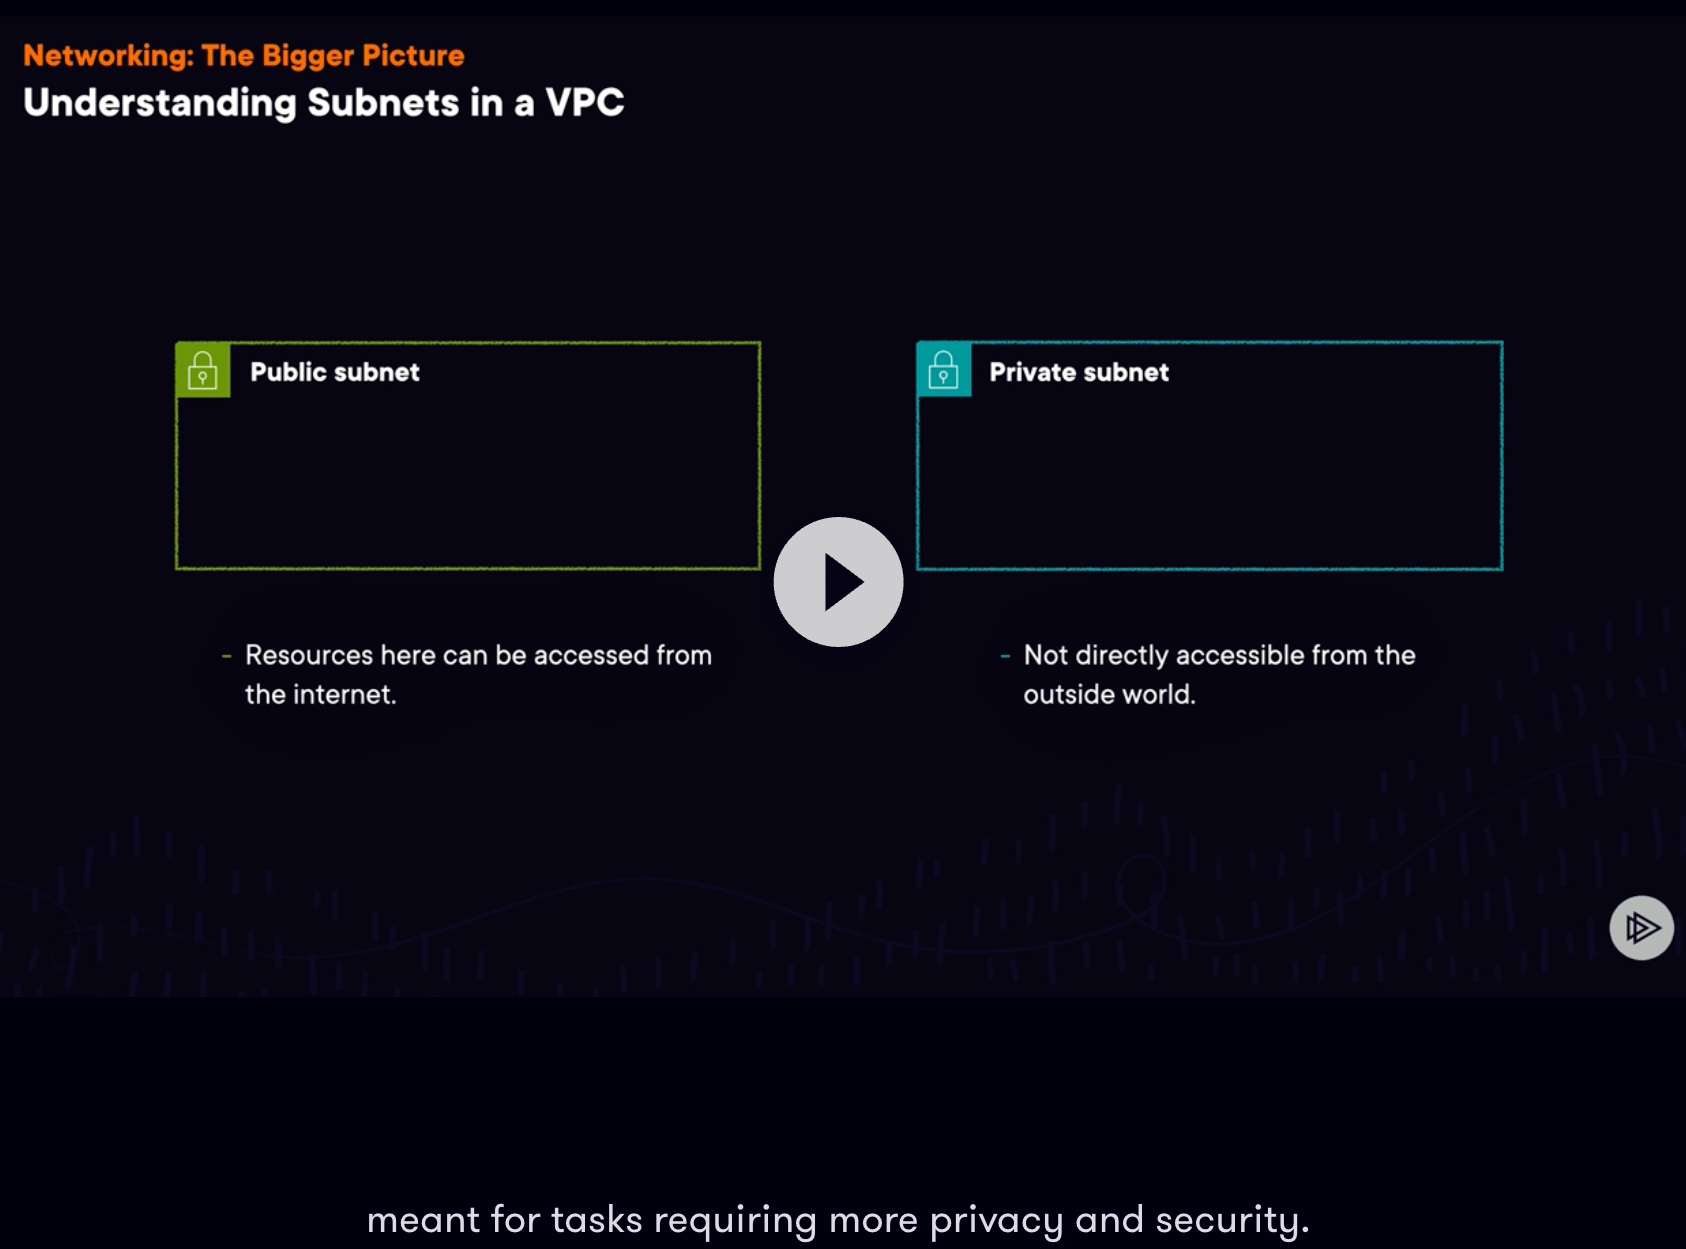 Networking: The Bigger Picture
Understanding Subnets in a VPC
Public subnet
- Resources here can be accessed from
the internet.
Private subnet
- Not directly accessible from the
outside world.
meant for tasks requiring more privacy and security.